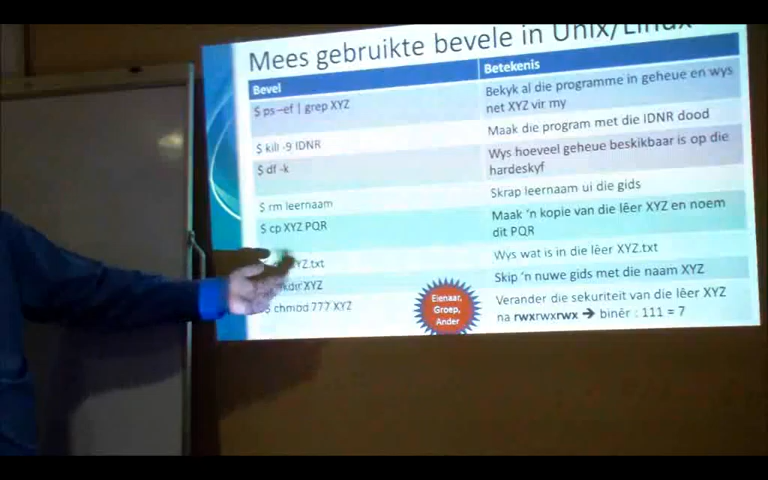 Mees gebruikte bevele in Unix/Linux
Bevel
Betekenis
$ ps –ef | grep XYZ
Bekyk al die programme in geheue en wys
net XYZ vir my
$ kill -9 IDNR
Maak die program met die IDNR dood
$ df -k
Wys hoeveel geheue beskikbaar is op die
hardeskyf
$ rm leernaam
Skrap leernaam ui die gids
$ cp XYZ PQR
Maak 'n kopie van die lêer XYZ en noem
dit PQR
XYZ.txt
Wys wat is in die lêer XYZ.txt
XYZ
Skip 'n nuwe gids met die naam XYZ
$ chmod 777 XYZ
Eienaar,
Groep,
Ander
Verander die sekuriteit van die lêer XYZ
na rwxrwxrwx ➔ binêr : 111 = 7